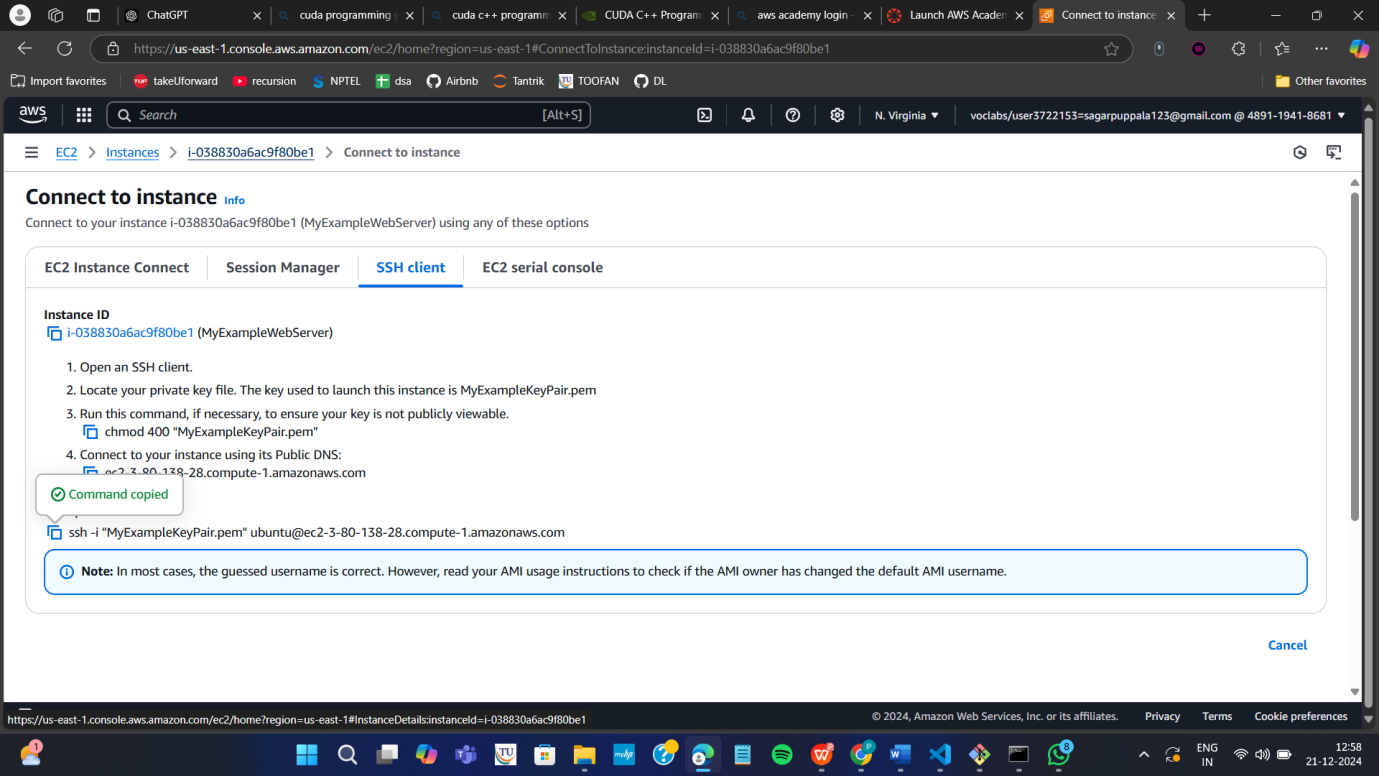 ChatGPT
cuda programming g
cuda c++ programm
CUDA C++ Program
aws academy login -
Launch AWS Academ
Connect to instance
https://us-east-1.console.aws.amazon.com/ec2/home?region=us-east-1#ConnectToInstance:instanceId=i-038830a6ac9f80be1
Import favorites
takeUforward
recursion
NPTEL
dsa
Airbnb
Tantrik
TOOFAN
DL
Other favorites
aws
Search
[Alt+S]
N. Virginia
voclabs/user3722153=sagarpuppala123@gmail.com @ 4891-1941-8681
EC2 > Instances > i-038830a6ac9f80be1 > Connect to instance
Connect to instance Info
Connect to your instance i-038830a6ac9f80be1 (MyExampleWebServer) using any of these options
EC2 Instance Connect
Session Manager
SSH client
EC2 serial console
Instance ID
i-038830a6ac9f80be1 (MyExampleWebServer)
1. Open an SSH client.
2. Locate your private key file. The key used to launch this instance is MyExampleKeyPair.pem
3. Run this command, if necessary, to ensure your key is not publicly viewable.
chmod 400 "MyExampleKeyPair.pem"
4. Connect to your instance using its Public DNS:
ec2-3-80-138-28.compute-1.amazonaws.com
Command copied
ssh -i "MyExampleKeyPair.pem" ubuntu@ec2-3-80-138-28.compute-1.amazonaws.com
Note: In most cases, the guessed username is correct. However, read your AMI usage instructions to check if the AMI owner has changed the default AMI username.
Cancel
https://us-east-1.console.aws.amazon.com/ec2/home?region=us-east-1#InstanceDetails:instanceId=i-038830a6ac9f80be1
© 2024, Amazon Web Services, Inc. or its affiliates.
Privacy
Terms
Cookie preferences
1
TU
myhp
W
P
8
ENG
IN
12:58
21-12-2024